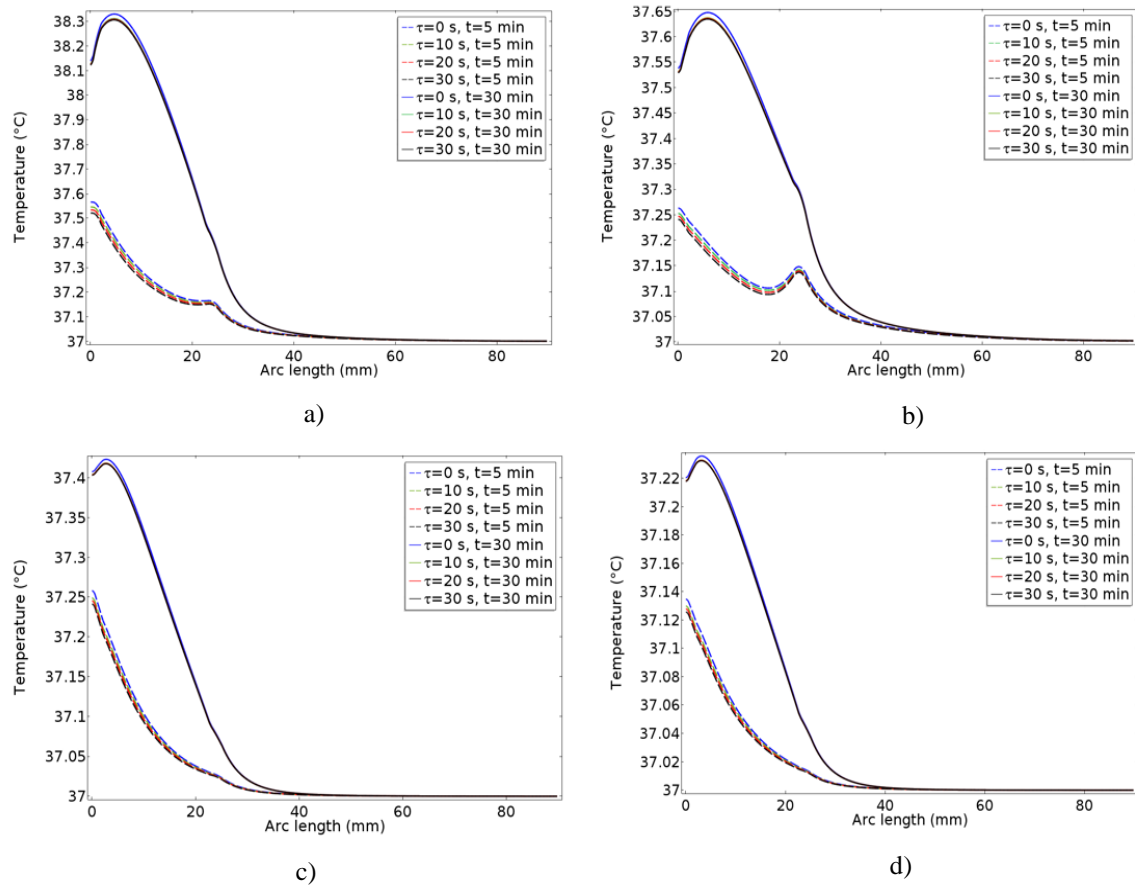 38.3
38.2
38.1
38
37.9
37.8
37.7
37.6
37.5
37.4
37.3
37.2
37.1
37
Temperature (°C)
0
20
40
60
80
Arc length (mm)
τ=0 s, t=5 min
τ=10 s, t=5 min
τ=20 s, t=5 min
τ=30 s, t=5 min
τ=0 s, t=30 min
τ=10 s, t=30 min
τ=20 s, t=30 min
τ=30 s, t=30 min
a)
37.65
37.6
37.55
37.5
37.45
37.4
37.35
37.3
37.25
37.2
37.15
37.1
37.05
37
Temperature (°C)
0
20
40
60
80
Arc length (mm)
τ=0 s, t=5 min
τ=10 s, t=5 min
τ=20 s, t=5 min
τ=30 s, t=5 min
τ=0 s, t=30 min
τ=10 s, t=30 min
τ=20 s, t=30 min
τ=30 s, t=30 min
b)
37.4
37.35
37.3
37.25
37.2
37.15
37.1
37.05
37
Temperature (°C)
0
20
40
60
80
Arc length (mm)
τ=0 s, t=5 min
τ=10 s, t=5 min
τ=20 s, t=5 min
τ=30 s, t=5 min
τ=0 s, t=30 min
τ=10 s, t=30 min
τ=20 s, t=30 min
τ=30 s, t=30 min
c)
37.22
37.2
37.18
37.16
37.14
37.12
37.1
37.08
37.06
37.04
37.02
37
Temperature (°C)
0
20
40
60
80
Arc length (mm)
τ=0 s, t=5 min
τ=10 s, t=5 min
τ=20 s, t=5 min
τ=30 s, t=5 min
τ=0 s, t=30 min
τ=10 s, t=30 min
τ=20 s, t=30 min
τ=30 s, t=30 min
d)